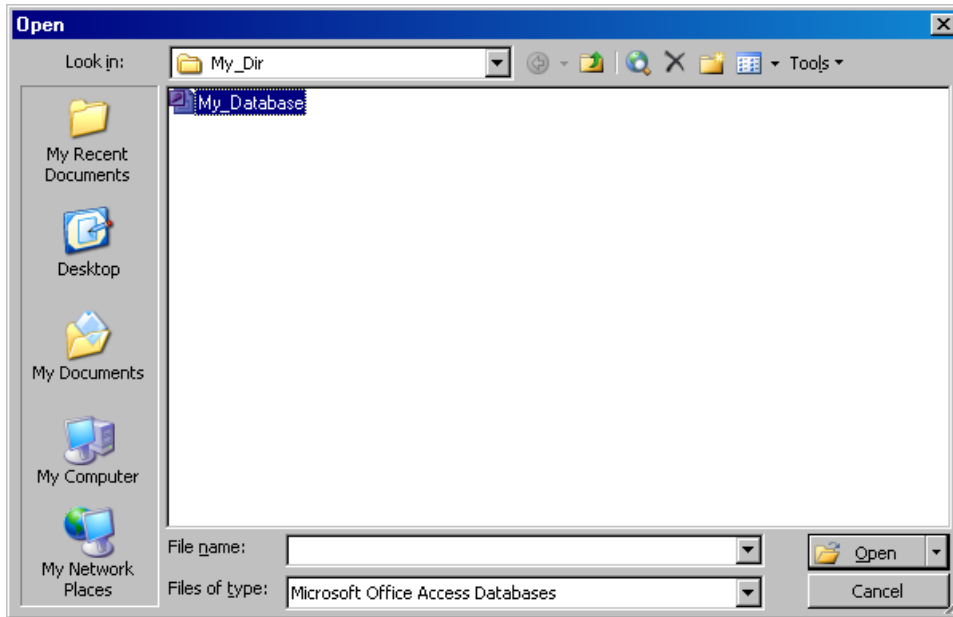 Open
Look in:
My_Dir
Tools
My_Database
My Recent
Documents
Desktop
My Documents
My Computer
My Network
Places
File name:
Open
Files of type:
Microsoft Office Access Databases
Cancel